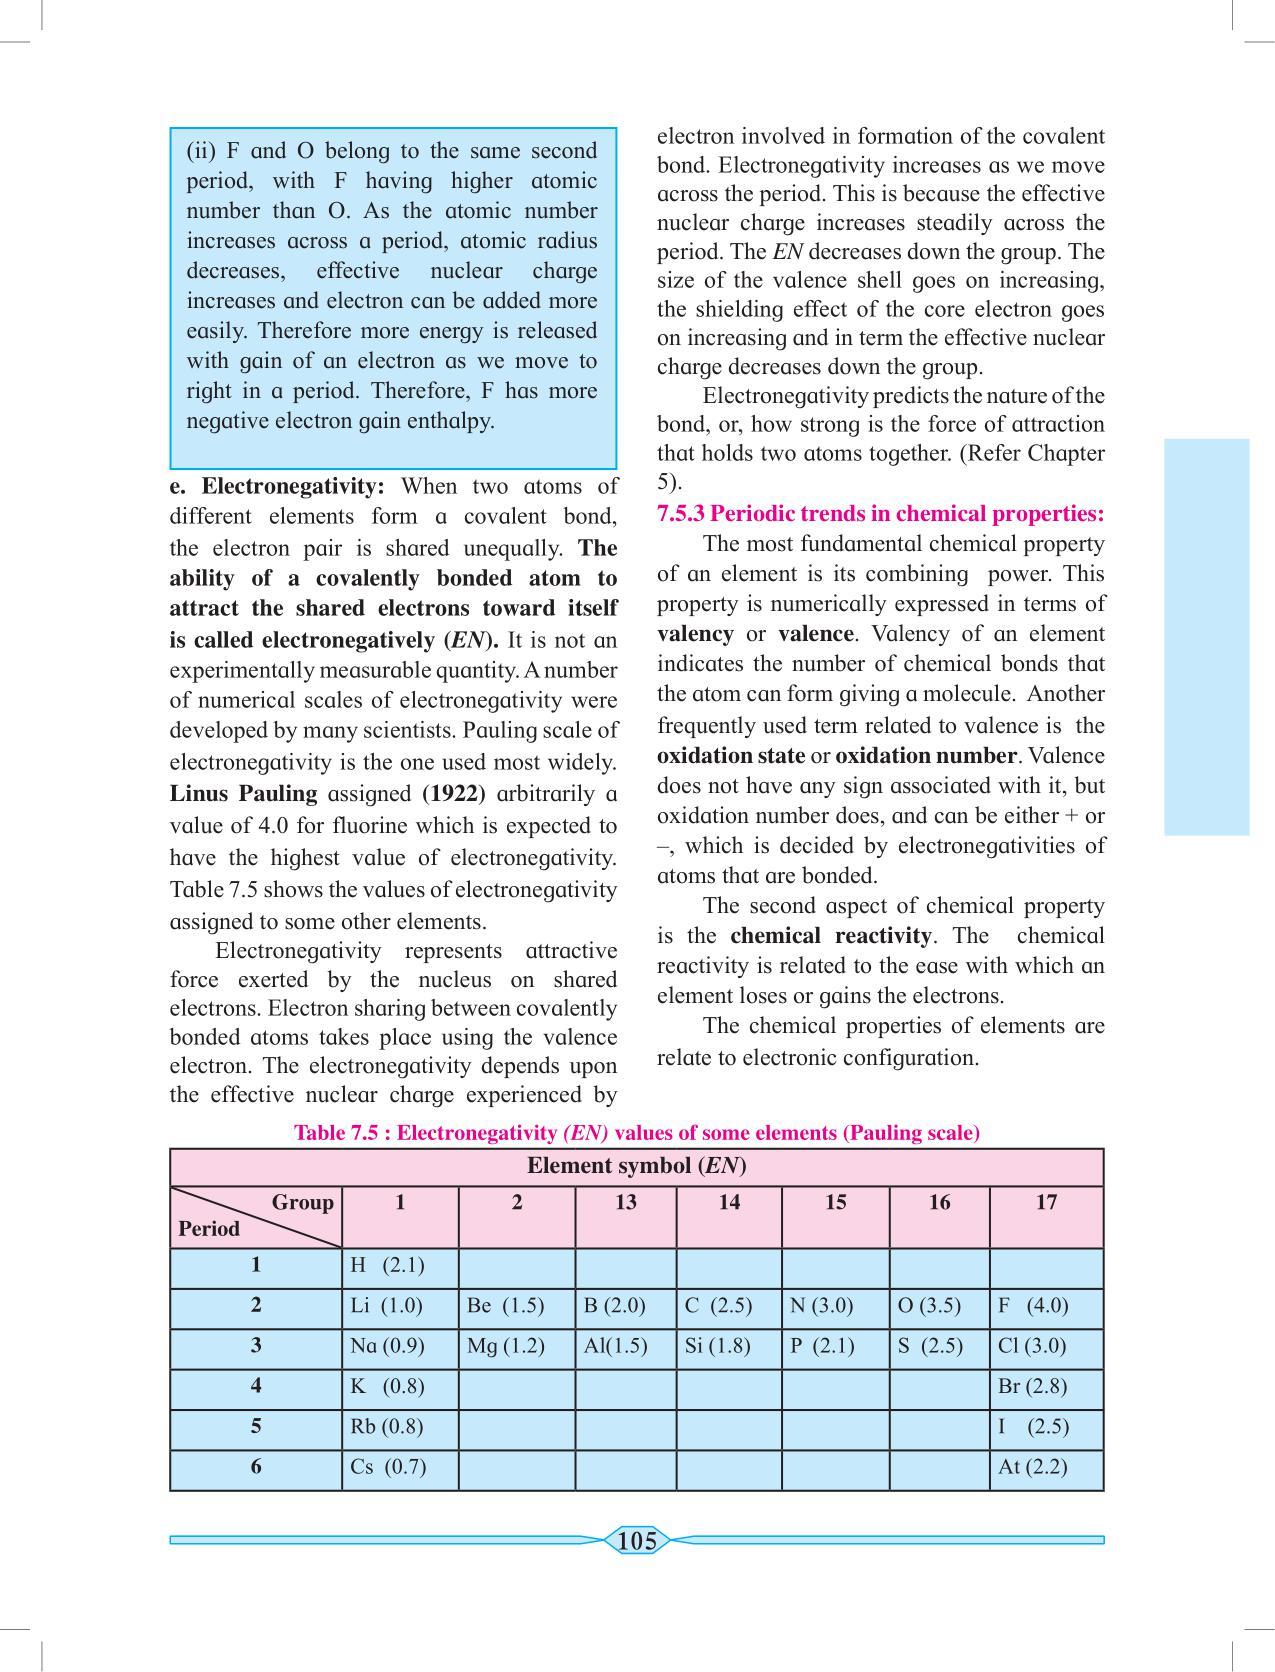 (ii) F and O belong to the same second
period, with F having higher atomic
number than O. As the atomic number
increases across a period, atomic radius
decreases, effective nuclear charge
increases and electron can be added more
easily. Therefore more energy is released
with gain of an electron as we move to
right in a period. Therefore, F has more
negative electron gain enthalpy.
e. Electronegativity: When two atoms of
different elements form a covalent bond,
the electron pair is shared unequally. The
ability of a covalently bonded atom to
attract the shared electrons toward itself
is called electronegatively (EN). It is not an
experimentally measurable quantity. A number
of numerical scales of electronegativity were
developed by many scientists. Pauling scale of
electronegativity is the one used most widely.
Linus Pauling assigned (1922) arbitrarily a
value of 4.0 for fluorine which is expected to
have the highest value of electronegativity.
Table 7.5 shows the values of electronegativity
assigned to some other elements.
Electronegativity represents attractive
force exerted by the nucleus on shared
electrons. Electron sharing between covalently
bonded atoms takes place using the valence
electron. The electronegativity depends upon
the effective nuclear charge experienced by
electron involved in formation of the covalent
bond. Electronegativity increases as we move
across the period. This is because the effective
nuclear charge increases steadily across the
period. The EN decreases down the group. The
size of the valence shell goes on increasing,
the shielding effect of the core electron goes
on increasing and in term the effective nuclear
charge decreases down the group.
Electronegativity predicts the nature of the
bond, or, how strong is the force of attraction
that holds two atoms together. (Refer Chapter
5).
7.5.3 Periodic trends in chemical properties:
The most fundamental chemical property
of an element is its combining power. This
property is numerically expressed in terms of
valency or valence. Valency of an element
indicates the number of chemical bonds that
the atom can form giving a molecule. Another
frequently used term related to valence is the
oxidation state or oxidation number. Valence
does not have any sign associated with it, but
oxidation number does, and can be either + or
–, which is decided by electronegativities of
atoms that are bonded.
The second aspect of chemical property
is the chemical reactivity. The chemical
reactivity is related to the ease with which an
element loses or gains the electrons.
The chemical properties of elements are
relate to electronic configuration.
Table 7.5 : Electronegativity (EN) values of some elements (Pauling scale)
Element symbol (EN)
Group 1 2 13 14 15 16 17
Period
1 H (2.1)
2 Li (1.0) Be (1.5) B (2.0) C (2.5) N (3.0) O (3.5) F (4.0)
3 Na (0.9) Mg (1.2) Al(1.5) Si (1.8) P (2.1) S (2.5) Cl (3.0)
4 K (0.8) Br (2.8)
5 Rb (0.8) I (2.5)
6 Cs (0.7) At (2.2)
105